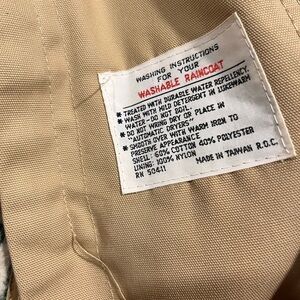 WASHING INSTRUCTIONS
FOR YOUR
WASHABLE RAINCOAT
* TREATED WITH DURABLE WATER REPELLENCY.
* WASH WITH MILD DETERGENT IN LUKEWARM
WATER-DO NOT BOIL.
* DO NOT WRING DRY OR PLACE IN
"AUTOMATIC DRYERS"
* SMOOTH OVER WITH WARM IRON TO
PRESERVE APPEARANCE
SHELL: 60% COTTON 40% POLYESTER
LINING: 100% NYLON
RN 50411 MADE IN TAIWAN R.O.C.